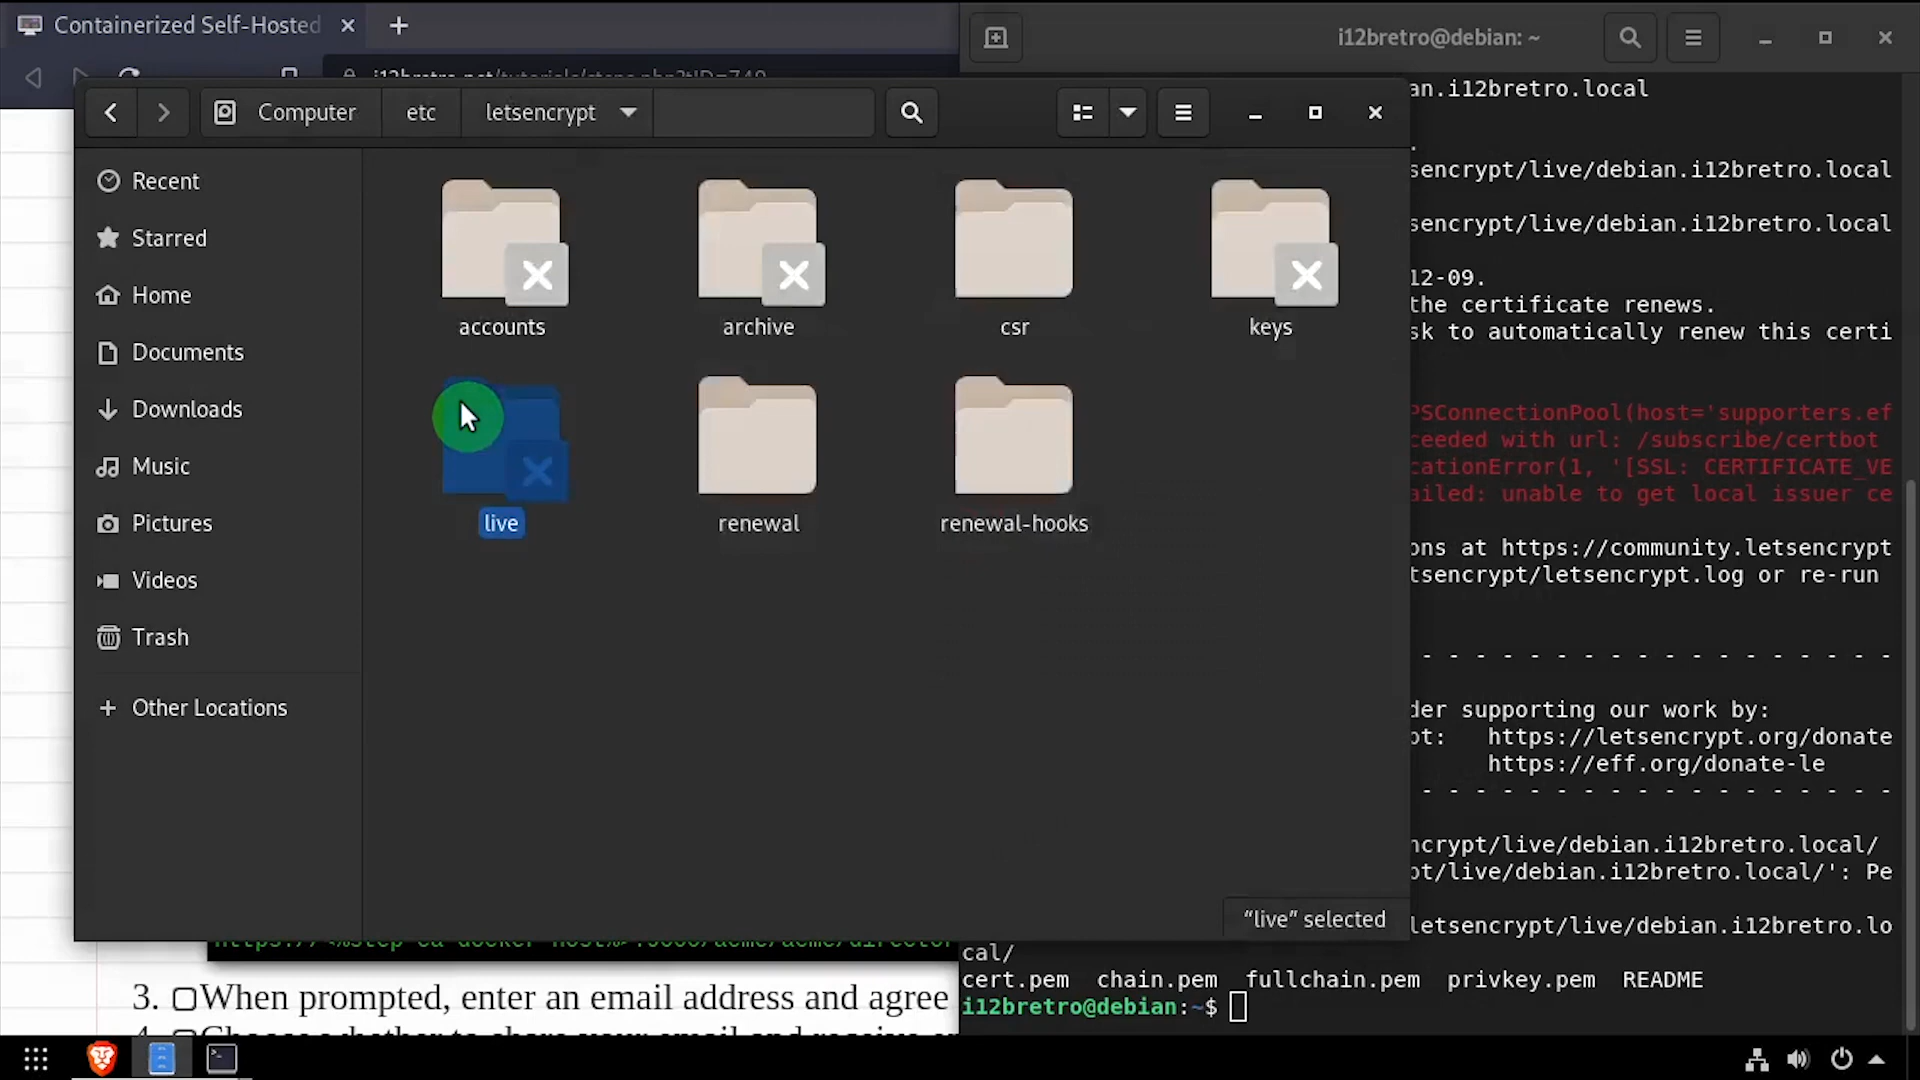 Containerized Self-Hosted
i12bretro@debian: ~
Computer
etc
letsencrypt
Recent
Starred
Home
Documents
Downloads
Music
Pictures
Videos
Trash
Other Locations
accounts
archive
csr
keys
live
renewal
renewal-hooks
"live" selected
an.i12bretro.local
.
sencrypt/live/debian.i12bretro.local
sencrypt/live/debian.i12bretro.local
12-09.
the certificate renews.
sk to automatically renew this certi
PSConnectionPool(host='supporters.ef
ceeded with url: /subscribe/certbot
cationError(1, '[SSL: CERTIFICATE_VE
ailed: unable to get local issuer ce
ons at https://community.letsencrypt
tsencrypt/letsencrypt.log or re-run
- - - - - - - - - - - - - - - - - -
der supporting our work by:
pt:   https://letsencrypt.org/donate
https://eff.org/donate-le
- - - - - - - - - - - - - - - - - -
ncrypt/live/debian.i12bretro.local/
pt/live/debian.i12bretro.local/': Pe
letsencrypt/live/debian.i12bretro.lo
cal/
cert.pem  chain.pem  fullchain.pem  privkey.pem  README
i12bretro@debian:~$
3. When prompted, enter an email address and agree